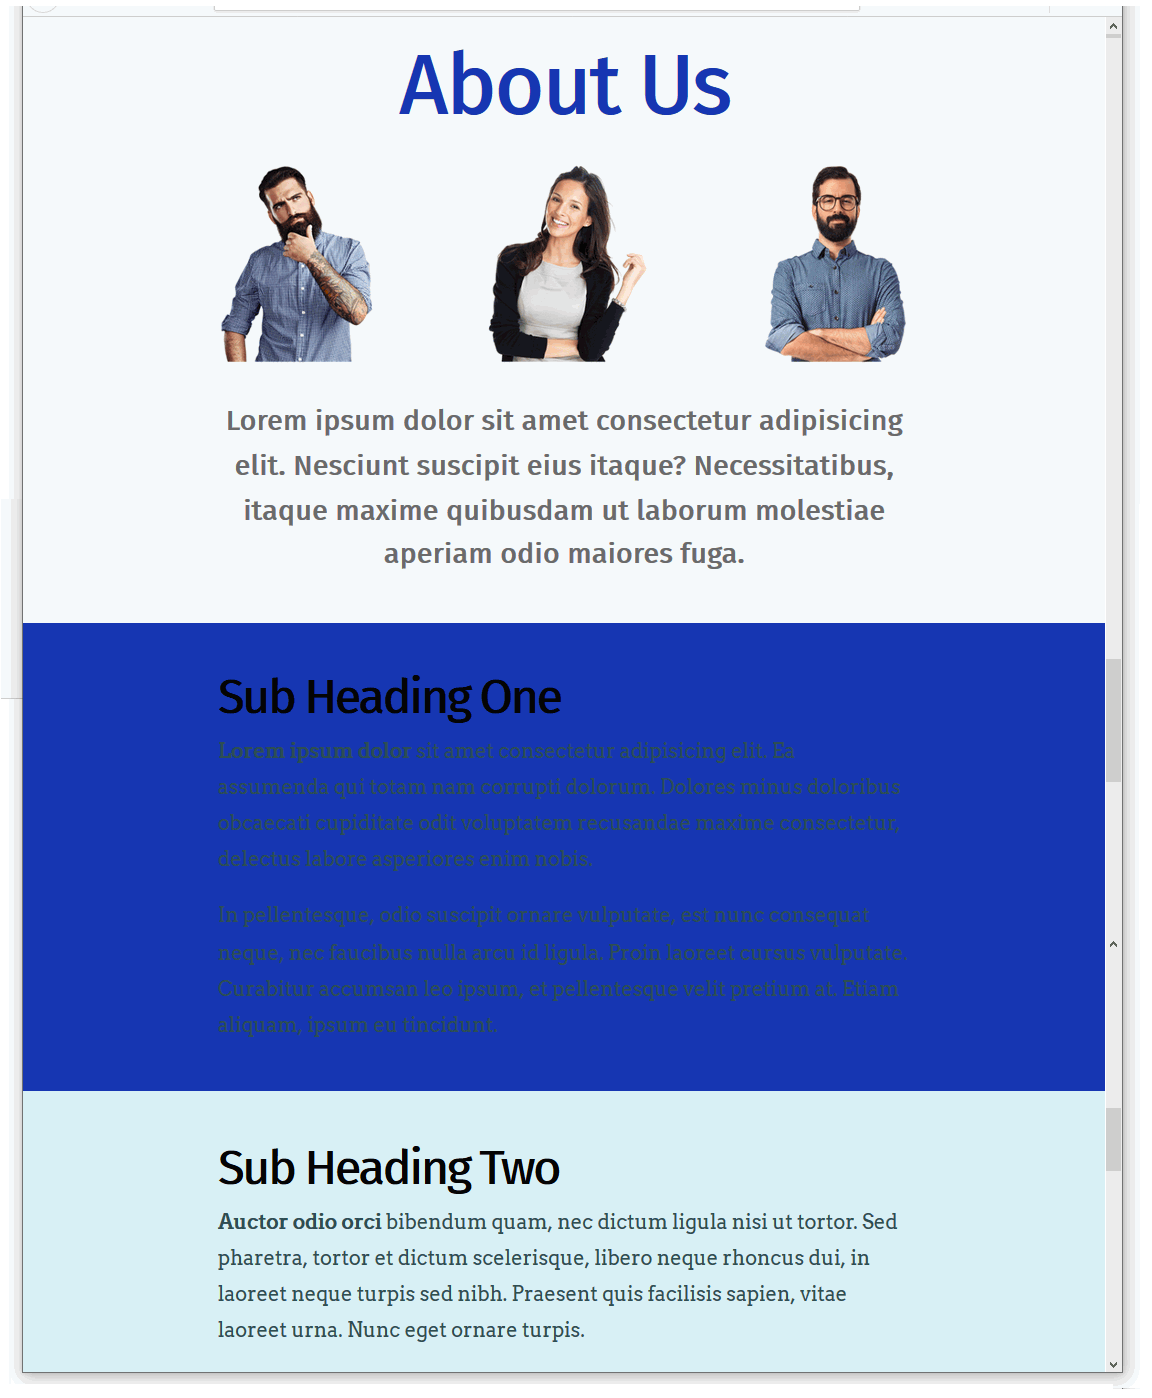 About Us
Lorem ipsum dolor sit amet consectetur adipisicing
elit. Nesciunt suscipit eius itaque? Necessitatibus,
itaque maxime quibusdam ut laborum molestiae
aperiam odio maiores fuga.
Sub Heading One
Lorem ipsum dolor sit amet consectetur adipisicing elit. Ea
assumenda qui totam nam corrupti dolorum. Dolores minus doloribus
obcaecati cupiditate odit voluptatem recusandae maxime consectetur,
delectus labore asperiores enim nobis.
In pellentesque, odio suscipit ornare vulputate, est nunc consequat
neque, nec faucibus nulla arcu id ligula. Proin laoreet cursus vulputate.
Curabitur accumsan leo ipsum, et pellentesque velit pretium at. Etiam
aliquam, ipsum eu tincidunt.
Sub Heading Two
Auctor odio orci bibendum quam, nec dictum ligula nisi ut tortor. Sed
pharetra, tortor et dictum scelerisque, libero neque rhoncus dui, in
laoreet neque turpis sed nibh. Praesent quis facilisis sapien, vitae
laoreet urna. Nunc eget ornare turpis.